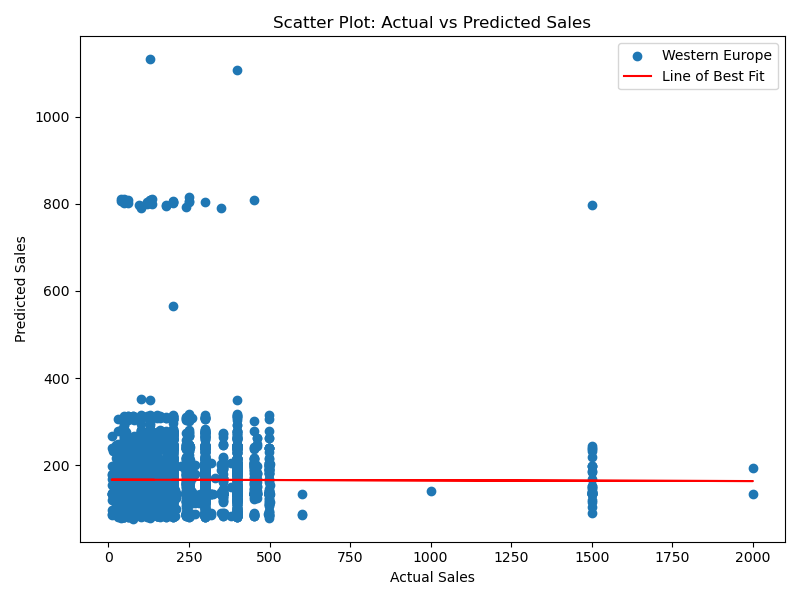 Scatter Plot: Actual vs Predicted Sales
Western Europe
Line of Best Fit
1000
800
600
400
200
Predicted Sales
0
250
500
750
1000
1250
1500
1750
2000
Actual Sales